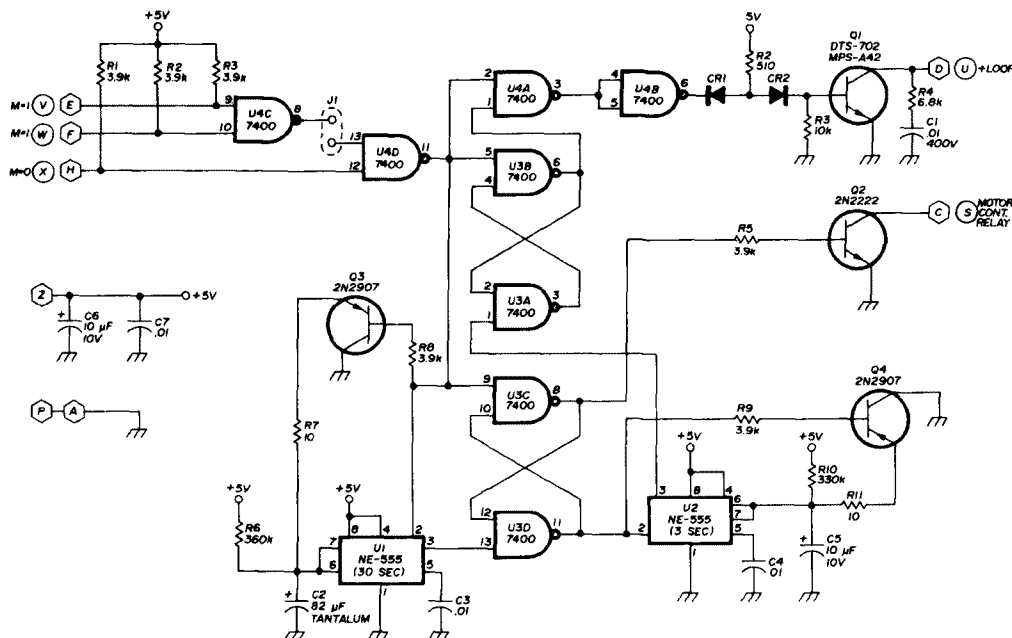 +5V
R1
3.9k
R2
3.9k
R3
3.9k
M=1 V E
M=1 W F
M=0 X H
9
10
U4C
7400
8
J1
13
12
U4D
7400
11
2
1
U4A
7400
3
4
5
U4B
7400
6
CR1
5V
R2
510
CR2
R3
10k
Q1
DTS-702
MPS-A42
D U +LOOP
R4
6.8k
C1
.01
400V
5
4
U3B
7400
6
2
1
U3A
7400
3
R5
3.9k
Q2
2N2222
C S MOTOR
CONT.
RELAY
Z
+5V
+ C6
10 µF
10V
C7
.01
P A
Q3
2N2907
R8
3.9k
R7
10
9
10
U3C
7400
8
12
13
U3D
7400
11
R9
3.9k
Q4
2N2907
+5V
R6
360k
+5V
8
4
2
7
6
3
5
1
U1
NE-555
(30 SEC)
+ C2
82 µF
TANTALUM
C3
.01
+5V
3
8
4
6
7
5
2
1
U2
NE-555
(3 SEC)
C4
.01
+5V
R10
330k
R11
10
+ C5
10 µF
10V